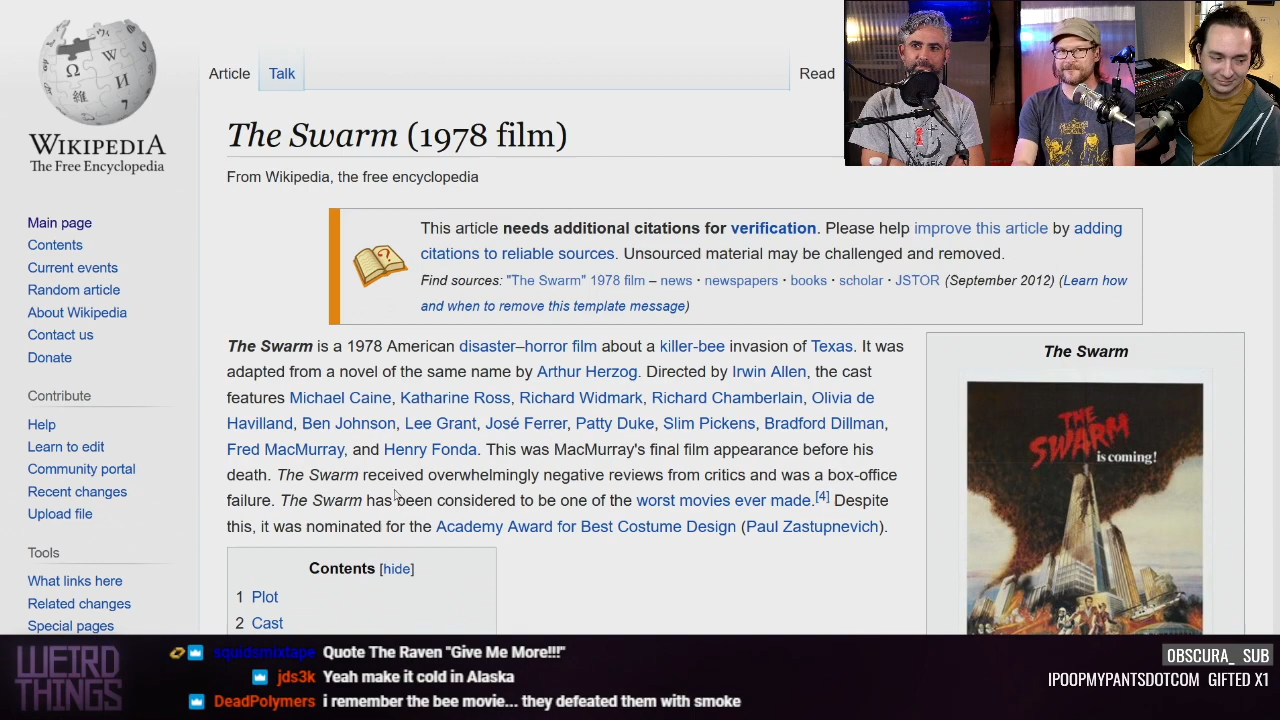 WIKIPEDIA
The Free Encyclopedia
Main page
Contents
Current events
Random article
About Wikipedia
Contact us
Donate
Contribute
Help
Learn to edit
Community portal
Recent changes
Upload file
Tools
What links here
Related changes
Special pages
Article Talk Read
The Swarm (1978 film)
From Wikipedia, the free encyclopedia
This article needs additional citations for verification. Please help improve this article by adding
citations to reliable sources. Unsourced material may be challenged and removed.
Find sources: "The Swarm" 1978 film – news · newspapers · books · scholar · JSTOR (September 2012) (Learn how
and when to remove this template message)
The Swarm is a 1978 American disaster–horror film about a killer-bee invasion of Texas. It was
adapted from a novel of the same name by Arthur Herzog. Directed by Irwin Allen, the cast
features Michael Caine, Katharine Ross, Richard Widmark, Richard Chamberlain, Olivia de
Havilland, Ben Johnson, Lee Grant, José Ferrer, Patty Duke, Slim Pickens, Bradford Dillman,
Fred MacMurray, and Henry Fonda. This was MacMurray's final film appearance before his
death. The Swarm received overwhelmingly negative reviews from critics and was a box-office
failure. The Swarm has been considered to be one of the worst movies ever made.[4] Despite
this, it was nominated for the Academy Award for Best Costume Design (Paul Zastupnevich).
Contents [hide]
1 Plot
2 Cast
The Swarm
THE
SWARM
is coming!
WEIRD
THINGS
squidsmixtape Quote The Raven "Give Me More!!!"
jds3k Yeah make it cold in Alaska
DeadPolymers i remember the bee movie... they defeated them with smoke
OBSCURA_ SUB
IPOOPMYPANTSDOTCOM GIFTED X1